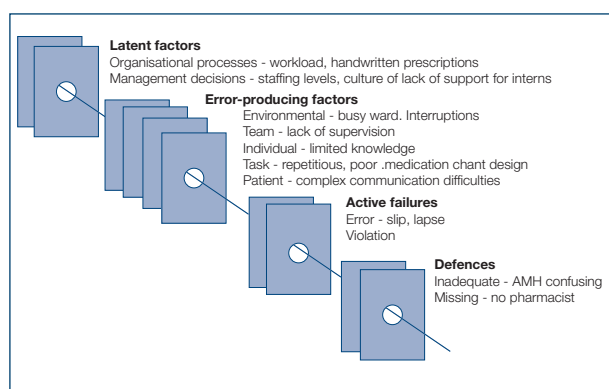 Latent factors
Organisational processes - workload, handwritten prescriptions
Management decisions - staffing levels, culture of lack of support for interns
Error-producing factors
Environmental - busy ward. Interruptions
Team - lack of supervision
Individual - limited knowledge
Task - repetitious, poor .medication chant design
Patient - complex communication difficulties
Active failures
Error - slip, lapse
Violation
Defences
Inadequate - AMH confusing
Missing - no pharmacist